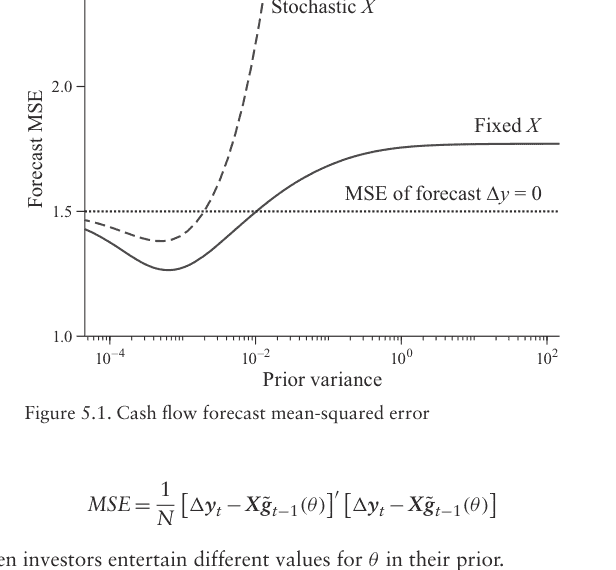 Stochastic X
2.0
Fixed X
MSE of forecast Δy = 0
1.5
1.0
Forecast MSE
10⁻⁴ 10⁻² 10⁰ 10²
Prior variance
Figure 5.1. Cash flow forecast mean-squared error
MSE = 1/N [Δyₜ − Xg̃ₜ₋₁(θ)]′ [Δyₜ − Xg̃ₜ₋₁(θ)]
en investors entertain different values for θ in their prior.